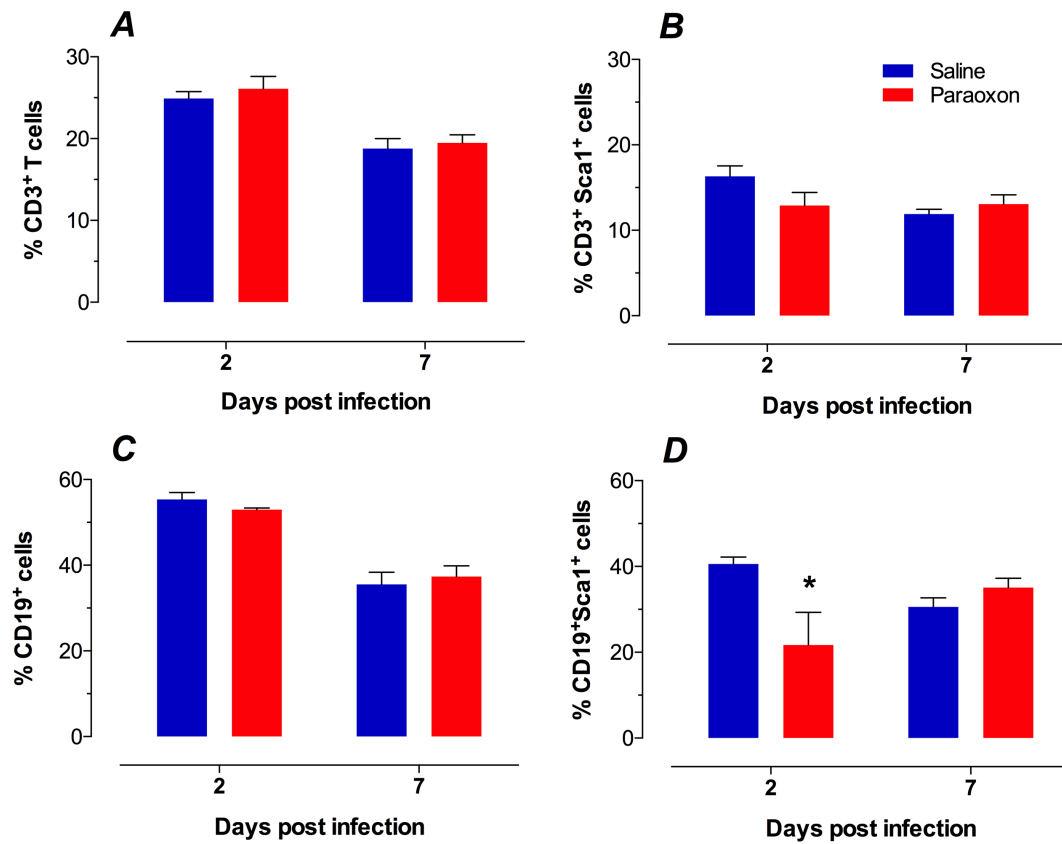 A
% CD3+ T cells
30
20
10
0
2
7
Days post infection
B
% CD3+ Sca1+ cells
30
20
10
0
Saline
Paraoxon
2
7
Days post infection
C
% CD19+ cells
60
40
20
0
2
7
Days post infection
D
% CD19+Sca1+ cells
60
40
20
0
*
2
7
Days post infection